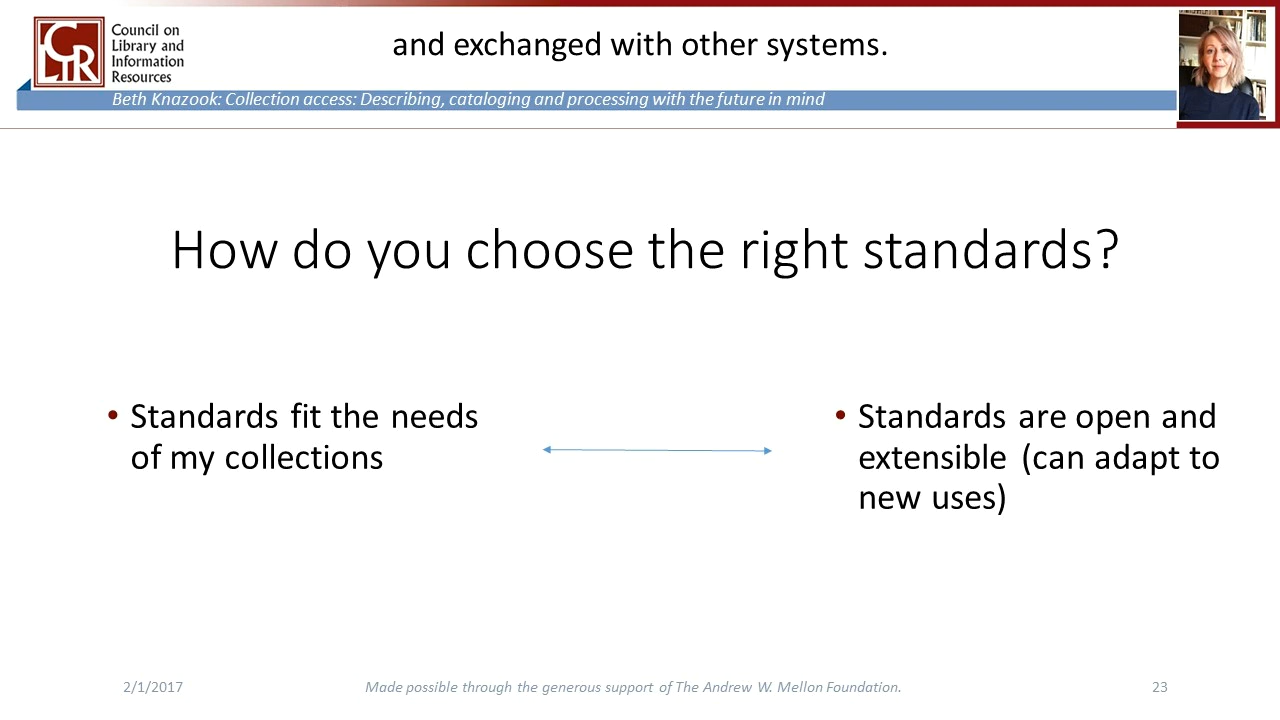 CLIR
Council on
Library and
Information
Resources
and exchanged with other systems.
Beth Knazook: Collection access: Describing, cataloging and processing with the future in mind
How do you choose the right standards?
• Standards fit the needs
of my collections
• Standards are open and
extensible (can adapt to
new uses)
2/1/2017
Made possible through the generous support of The Andrew W. Mellon Foundation.
23